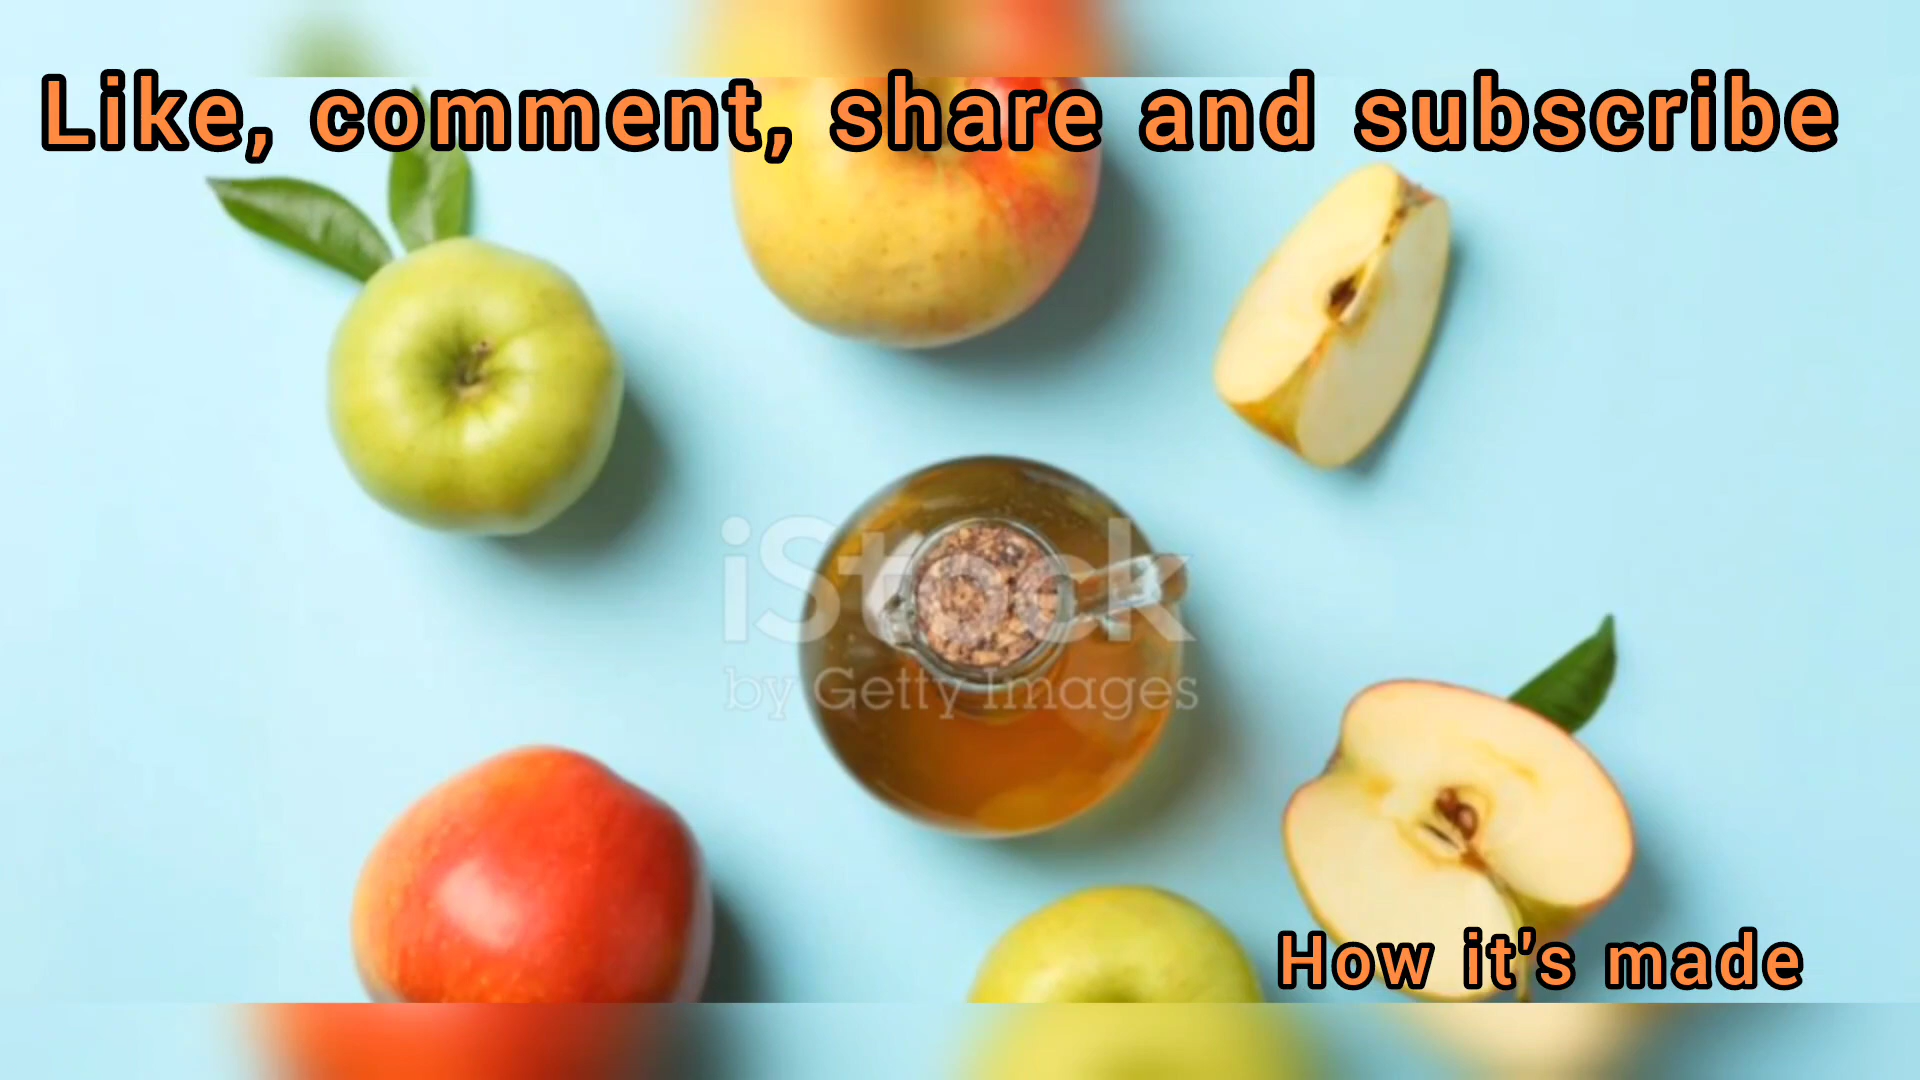 Like, comment, share and subscribe
iStock
by Getty Images
How it's made